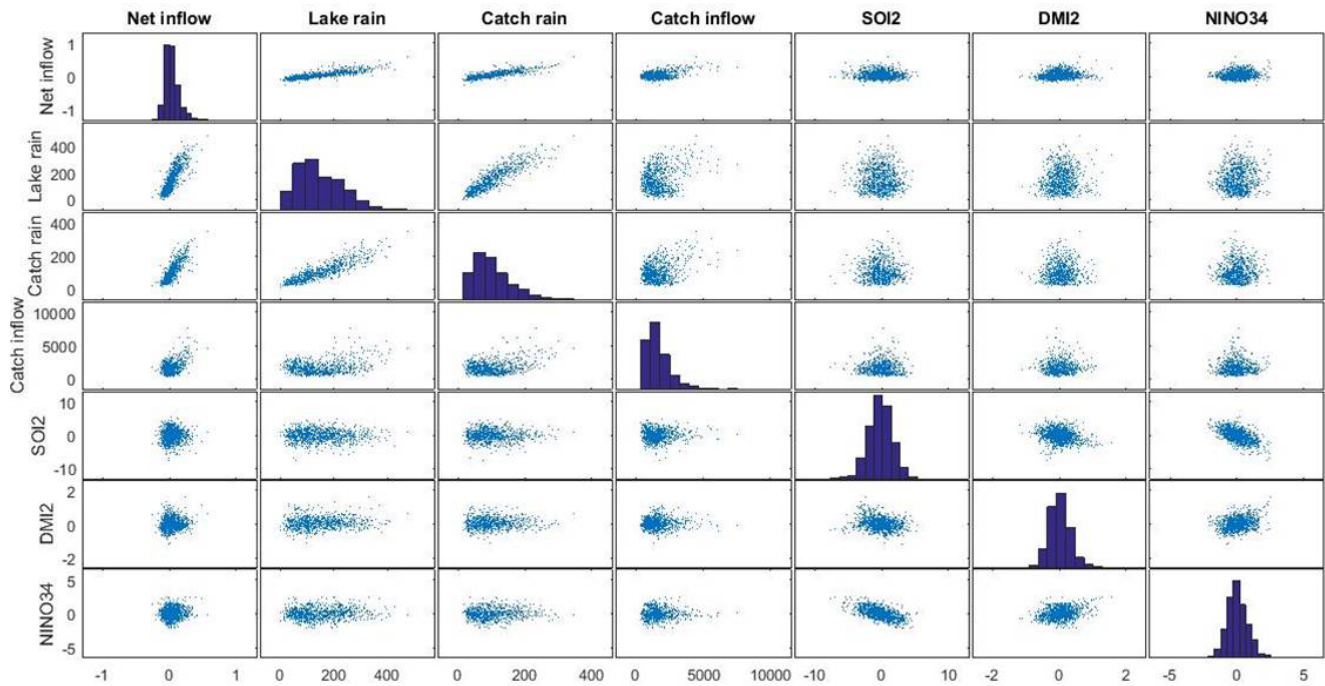 Net inflow Lake rain Catch rain Catch inflow SOI2 DMI2 NINO34
Net inflow
1
0
-1
Lake rain
400
200
0
Catch rain
400
200
0
Catch inflow
10000
5000
0
SOI2
10
0
-10
DMI2
2
0
-2
NINO34
5
0
-5
-1 0 1 0 200 400 0 200 400 0 5000 10000 -10 0 10 -2 0 2 -5 0 5